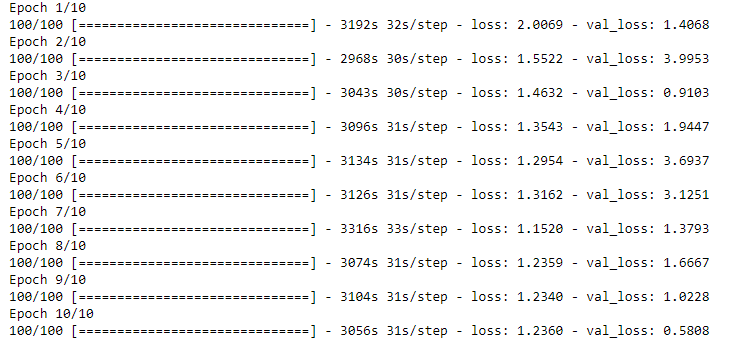 Epoch 1/10
100/100 [==============================] - 3192s 32s/step - loss: 2.0069 - val_loss: 1.4068
Epoch 2/10
100/100 [==============================] - 2968s 30s/step - loss: 1.5522 - val_loss: 3.9953
Epoch 3/10
100/100 [==============================] - 3043s 30s/step - loss: 1.4632 - val_loss: 0.9103
Epoch 4/10
100/100 [==============================] - 3096s 31s/step - loss: 1.3543 - val_loss: 1.9447
Epoch 5/10
100/100 [==============================] - 3134s 31s/step - loss: 1.2954 - val_loss: 3.6937
Epoch 6/10
100/100 [==============================] - 3126s 31s/step - loss: 1.3162 - val_loss: 3.1251
Epoch 7/10
100/100 [==============================] - 3316s 33s/step - loss: 1.1520 - val_loss: 1.3793
Epoch 8/10
100/100 [==============================] - 3074s 31s/step - loss: 1.2359 - val_loss: 1.6667
Epoch 9/10
100/100 [==============================] - 3104s 31s/step - loss: 1.2340 - val_loss: 1.0228
Epoch 10/10
100/100 [==============================] - 3056s 31s/step - loss: 1.2360 - val_loss: 0.5808